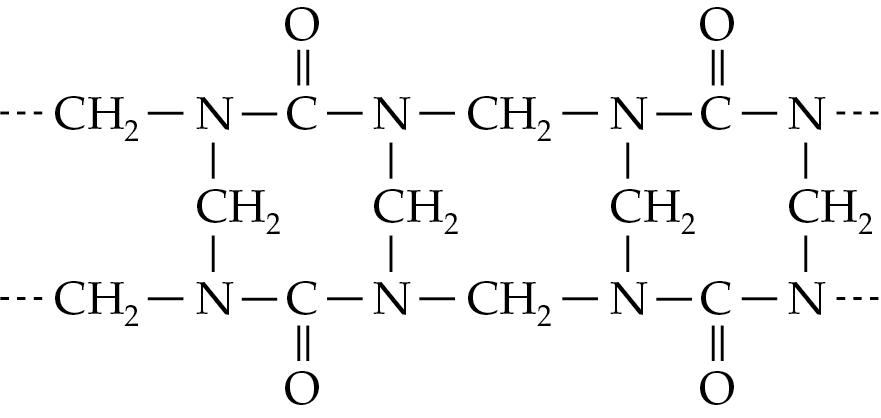 O O
---CH₂—N—C—N—CH₂—N—C—N---
CH₂ CH₂ CH₂ CH₂
---CH₂—N—C—N—CH₂—N—C—N---
O O